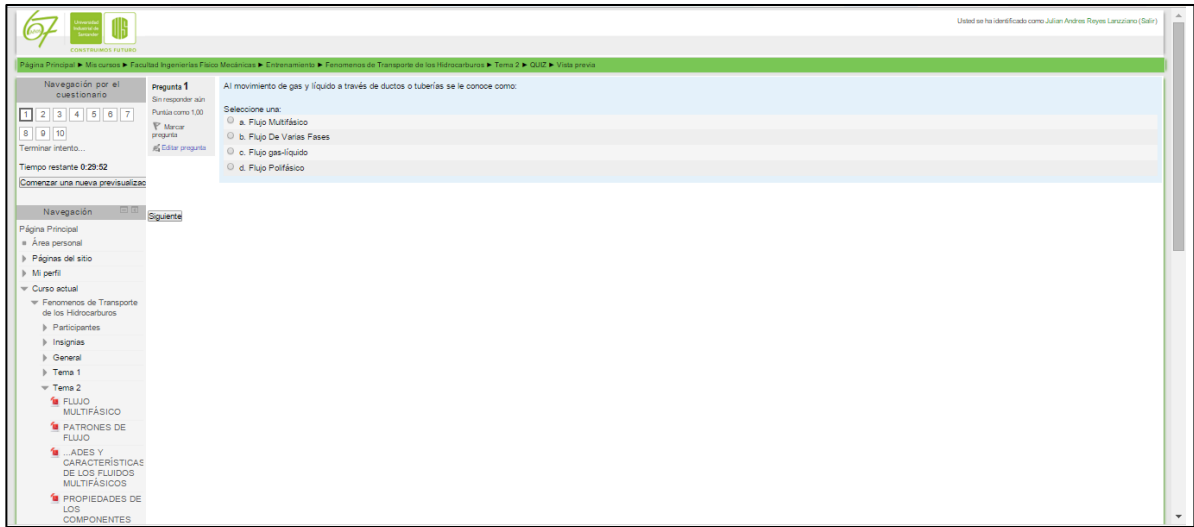 Universidad
Industrial de
Santander
UIS
CONSTRUIMOS FUTURO
Usted se ha identificado como Julian Andres Reyes Lanzziano (Salir)
Página Principal ► Mis cursos ► Facultad Ingenierías Físico Mecánicas ► Entrenamiento ► Fenomenos de Transporte de los Hidrocarburos ► Tema 2 ► QUIZ ► Vista previa
Navegación por el
cuestionario
1 2 3 4 5 6 7
8 9 10
Terminar intento...
Tiempo restante 0:29:52
Comenzar una nueva previsualizac
Pregunta 1
Sin responder aún
Puntúa como 1,00
Marcar
pregunta
Editar pregunta
Al movimiento de gas y líquido a través de ductos o tuberías se le conoce como:
Seleccione una:
a. Flujo Multifásico
b. Flujo De Varias Fases
c. Flujo gas-líquido
d. Flujo Polifásico
Siguiente
Navegación
Página Principal
Área personal
Páginas del sitio
Mi perfil
Curso actual
Fenomenos de Transporte
de los Hidrocarburos
Participantes
Insignias
General
Tema 1
Tema 2
FLUJO
MULTIFÁSICO
PATRONES DE
FLUJO
...ADES Y
CARACTERÍSTICAS
DE LOS FLUIDOS
MULTIFÁSICOS
PROPIEDADES DE
LOS
COMPONENTES